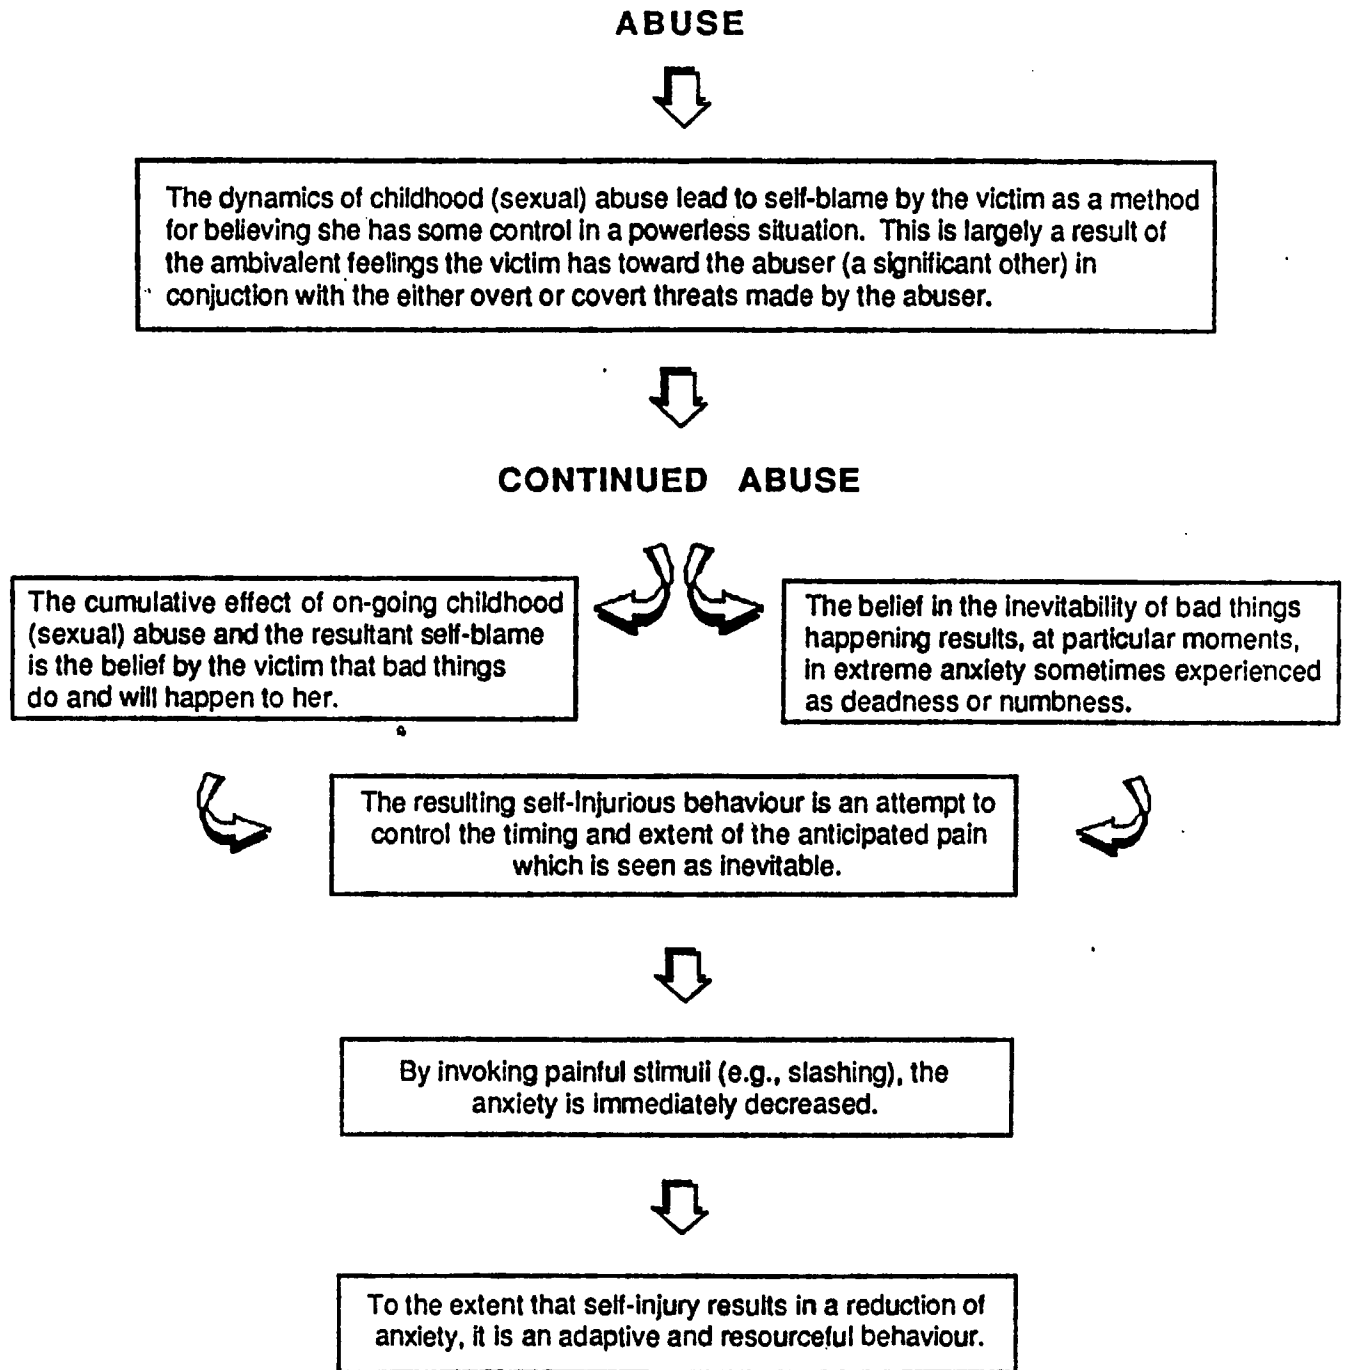 ABUSE
The dynamics of childhood (sexual) abuse lead to self-blame by the victim as a method
for believing she has some control in a powerless situation. This is largely a result of
the ambivalent feelings the victim has toward the abuser (a significant other) in
conjuction with the either overt or covert threats made by the abuser.
CONTINUED ABUSE
The cumulative effect of on-going childhood
(sexual) abuse and the resultant self-blame
is the belief by the victim that bad things
do and will happen to her.
The belief in the inevitability of bad things
happening results, at particular moments,
in extreme anxiety sometimes experienced
as deadness or numbness.
The resulting self-injurious behaviour is an attempt to
control the timing and extent of the anticipated pain
which is seen as inevitable.
By invoking painful stimuli (e.g., slashing), the
anxiety is immediately decreased.
To the extent that self-injury results in a reduction of
anxiety, it is an adaptive and resourceful behaviour.